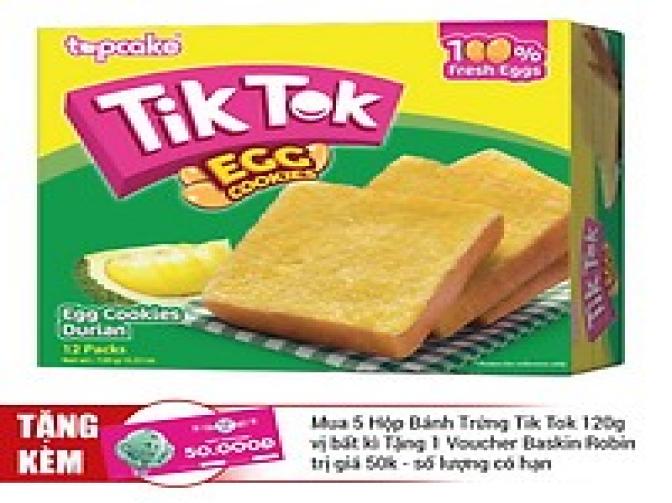 topcake
100%
Fresh Eggs
Tik Tok
EGG
COOKIES
Egg Cookies
Durian
12 Packs
Tik Tok
TẶNG
KÈM
50.000đ
Mua 5 Hộp Bánh Trứng Tik Tok 120g
vị bất kì Tặng 1 Voucher Baskin Robin
trị giá 50k - số lượng có hạn